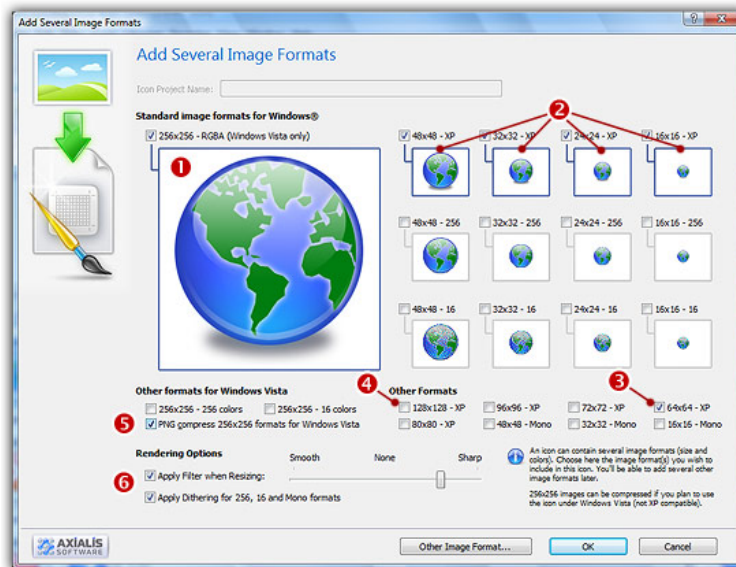 Add Several Image Formats
Add Several Image Formats
Icon Project Name:
Standard image formats for Windows®
256x256 - RGBA (Windows Vista only)
48x48 - XP
32x32 - XP
24x24 - XP
16x16 - XP
1
2
48x48 - 256
32x32 - 256
24x24 - 256
16x16 - 256
48x48 - 16
32x32 - 16
24x24 - 16
16x16 - 16
Other formats for Windows Vista
256x256 - 256 colors
256x256 - 16 colors
5
PNG compress 256x256 formats for Windows Vista
4
Other Formats
3
128x128 - XP
96x96 - XP
72x72 - XP
64x64 - XP
80x80 - XP
48x48 - Mono
32x32 - Mono
16x16 - Mono
Rendering Options
Smooth
None
Sharp
6
Apply Filter when Resizing:
Apply Dithering for 256, 16 and Mono formats
An icon can contain several image formats (size and
colors). Choose here the image format(s) you wish to
include in this icon. You'll be able to add several other
image formats later.
256x256 images can be compressed if you plan to use
the icon under Windows Vista (not XP compatible).
AXIALIS
SOFTWARE
Other Image Format...
OK
Cancel